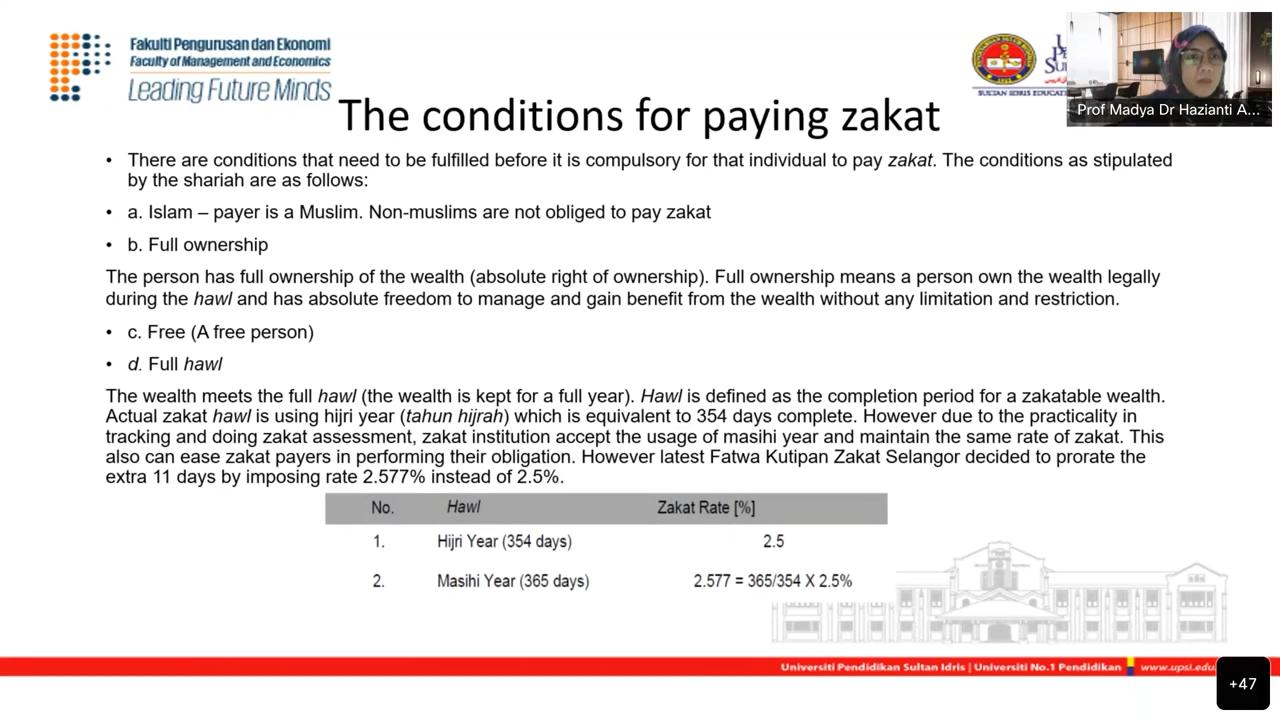 Fakulti Pengurusan dan Ekonomi
Faculty of Management and Economics
Leading Future Minds
SULTAN IDRIS EDUCAT
Prof Madya Dr Hazianti A...
The conditions for paying zakat
• There are conditions that need to be fulfilled before it is compulsory for that individual to pay zakat. The conditions as stipulated
by the shariah are as follows:
• a. Islam – payer is a Muslim. Non-muslims are not obliged to pay zakat
• b. Full ownership
The person has full ownership of the wealth (absolute right of ownership). Full ownership means a person own the wealth legally
during the hawl and has absolute freedom to manage and gain benefit from the wealth without any limitation and restriction.
• c. Free (A free person)
• d. Full hawl
The wealth meets the full hawl (the wealth is kept for a full year). Hawl is defined as the completion period for a zakatable wealth.
Actual zakat hawl is using hijri year (tahun hijrah) which is equivalent to 354 days complete. However due to the practicality in
tracking and doing zakat assessment, zakat institution accept the usage of masihi year and maintain the same rate of zakat. This
also can ease zakat payers in performing their obligation. However latest Fatwa Kutipan Zakat Selangor decided to prorate the
extra 11 days by imposing rate 2.577% instead of 2.5%.
No. Hawl Zakat Rate [%]
1. Hijri Year (354 days) 2.5
2. Masihi Year (365 days) 2.577 = 365/354 X 2.5%
Universiti Pendidikan Sultan Idris | Universiti No.1 Pendidikan www.upsi.edu.
+47